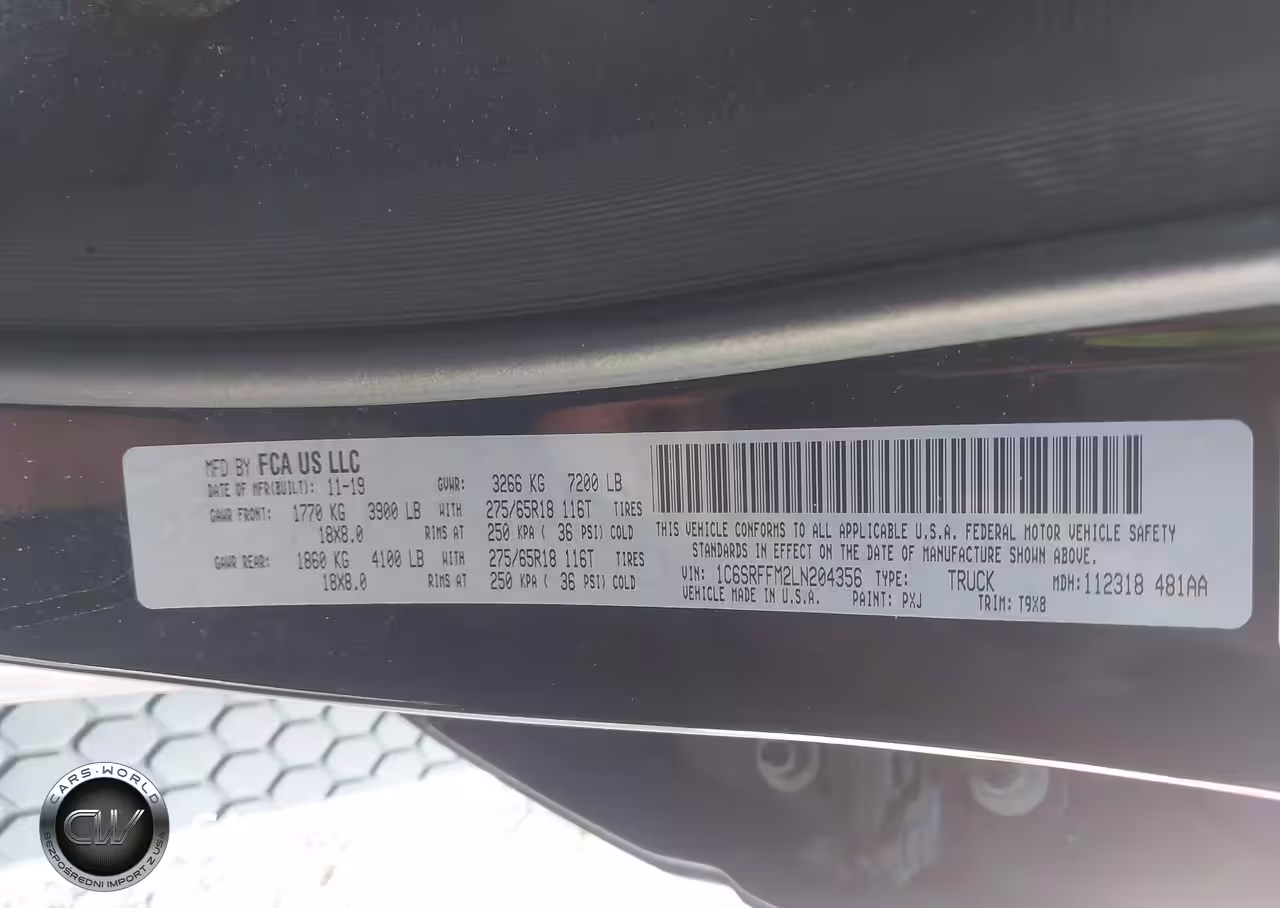 MFD BY FCA US LLC
DATE OF MFR(BUILT): 11-19 GVWR: 3266 KG 7200 LB
GAWR FRONT: 1770 KG 3900 LB WITH 275/65R18 116T TIRES
18X8.0 RIMS AT 250 KPA ( 36 PSI) COLD
GAWR REAR: 1860 KG 4100 LB WITH 275/65R18 116T TIRES
18X8.0 RIMS AT 250 KPA ( 36 PSI) COLD
THIS VEHICLE CONFORMS TO ALL APPLICABLE U.S.A. FEDERAL MOTOR VEHICLE SAFETY
STANDARDS IN EFFECT ON THE DATE OF MANUFACTURE SHOWN ABOVE.
VIN: 1C6SRFFM2LN204356 TYPE: TRUCK MDH:112318 481AA
VEHICLE MADE IN U.S.A. PAINT: PXJ TRIM: T9X8
CARS-WORLD
CW
BEZPOŚREDNI IMPORT Z USA